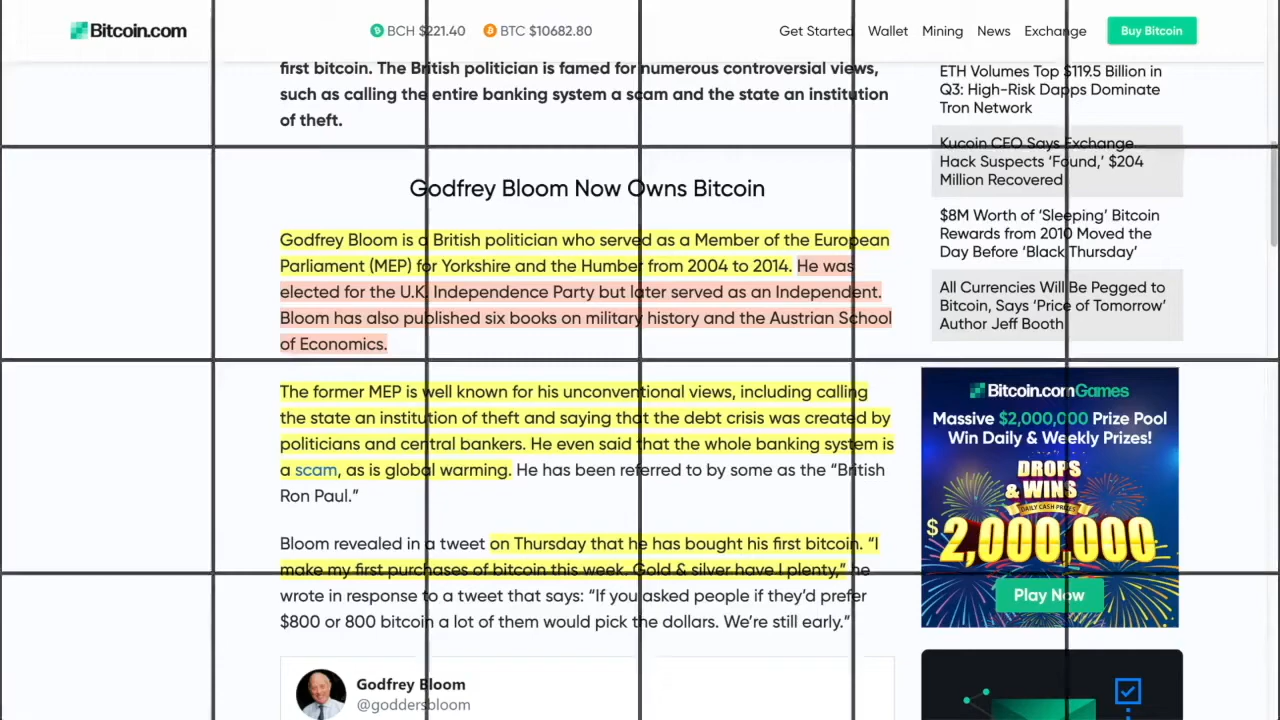 Bitcoin.com
BCH $221.40 BTC $10682.80
Get Started Wallet Mining News Exchange Buy Bitcoin
first bitcoin. The British politician is famed for numerous controversial views,
such as calling the entire banking system a scam and the state an institution
of theft.
Godfrey Bloom Now Owns Bitcoin
Godfrey Bloom is a British politician who served as a Member of the European
Parliament (MEP) for Yorkshire and the Humber from 2004 to 2014. He was
elected for the U.K. Independence Party but later served as an Independent.
Bloom has also published six books on military history and the Austrian School
of Economics.
The former MEP is well known for his unconventional views, including calling
the state an institution of theft and saying that the debt crisis was created by
politicians and central bankers. He even said that the whole banking system is
a scam, as is global warming. He has been referred to by some as the “British
Ron Paul.”
Bloom revealed in a tweet on Thursday that he has bought his first bitcoin. “I
make my first purchases of bitcoin this week. Gold & silver have I plenty,” he
wrote in response to a tweet that says: “If you asked people if they’d prefer
$800 or 800 bitcoin a lot of them would pick the dollars. We’re still early.”
Godfrey Bloom
@goddersbloom
ETH Volumes Top $119.5 Billion in
Q3: High-Risk Dapps Dominate
Tron Network
Kucoin CEO Says Exchange
Hack Suspects ‘Found,’ $204
Million Recovered
$8M Worth of ‘Sleeping’ Bitcoin
Rewards from 2010 Moved the
Day Before ‘Black Thursday’
All Currencies Will Be Pegged to
Bitcoin, Says ‘Price of Tomorrow’
Author Jeff Booth
Bitcoin.com Games
Massive $2,000,000 Prize Pool
Win Daily & Weekly Prizes!
DROPS
& WINS
DAILY CASH PRIZES
$2,000,000
Play Now